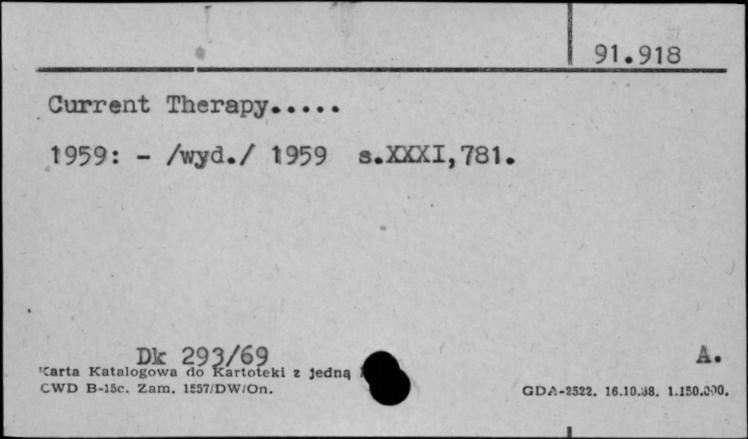 91.918
Current Therapy.....
1959: - /wyd./ 1959 s.XXXI,781.
Dk 293/69 A.
Karta Katalogowa do Kartoteki z jedną
CWD B-15c. Zam. 1557/DW/On. GDA-2522. 16.10.68. 1.150.000.